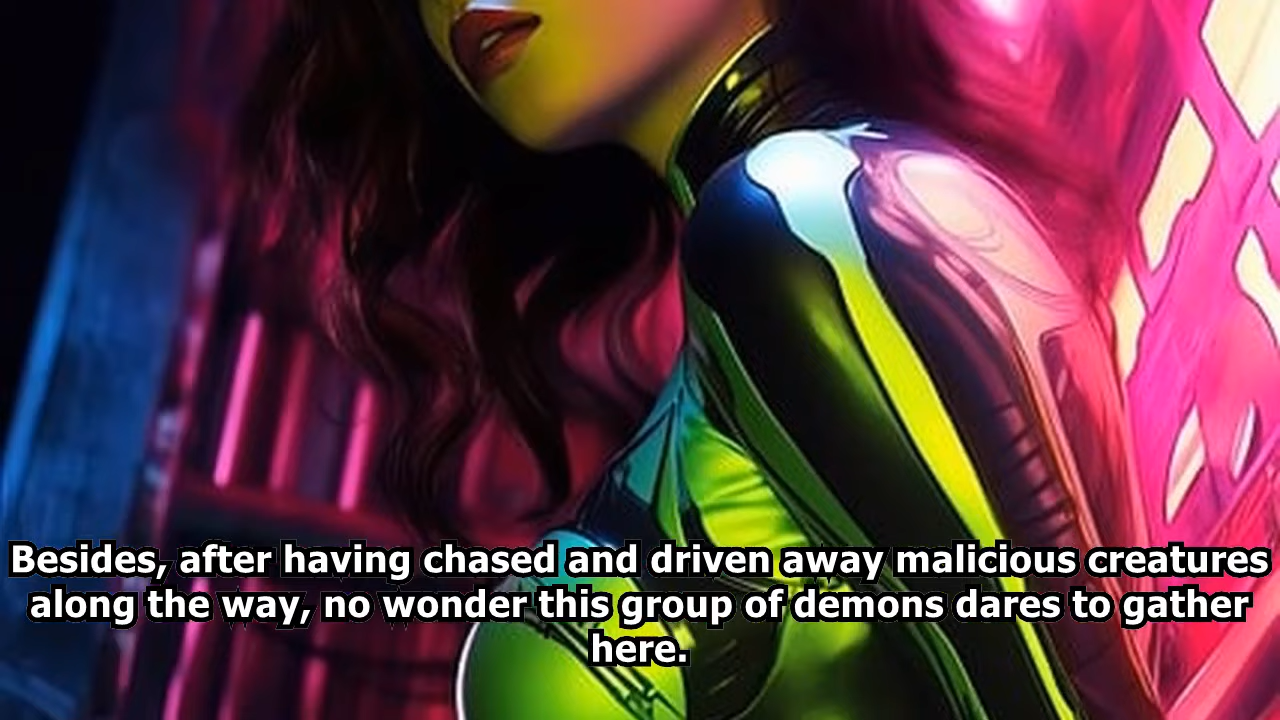 Besides, after having chased and driven away malicious creatures
along the way, no wonder this group of demons dares to gather
here.